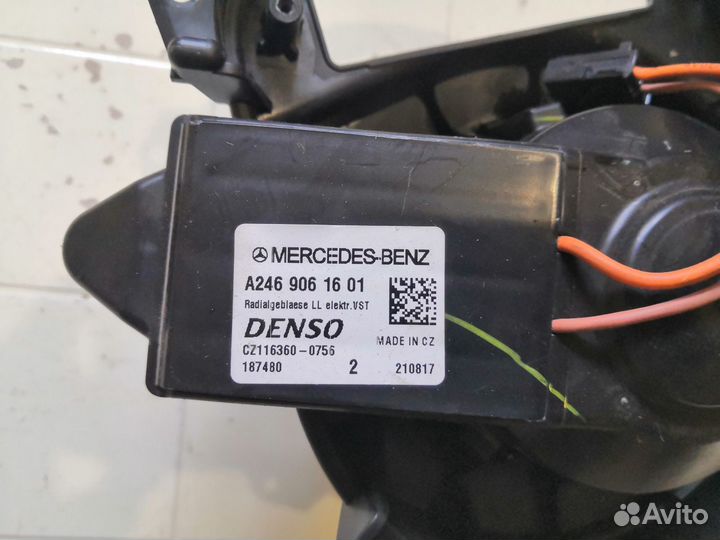 MERCEDES-BENZ
A246 906 16 01
Radialgeblaese LL elektr.VST
DENSO
MADE IN CZ
CZ116360-0756
187480 2 210817
Avito